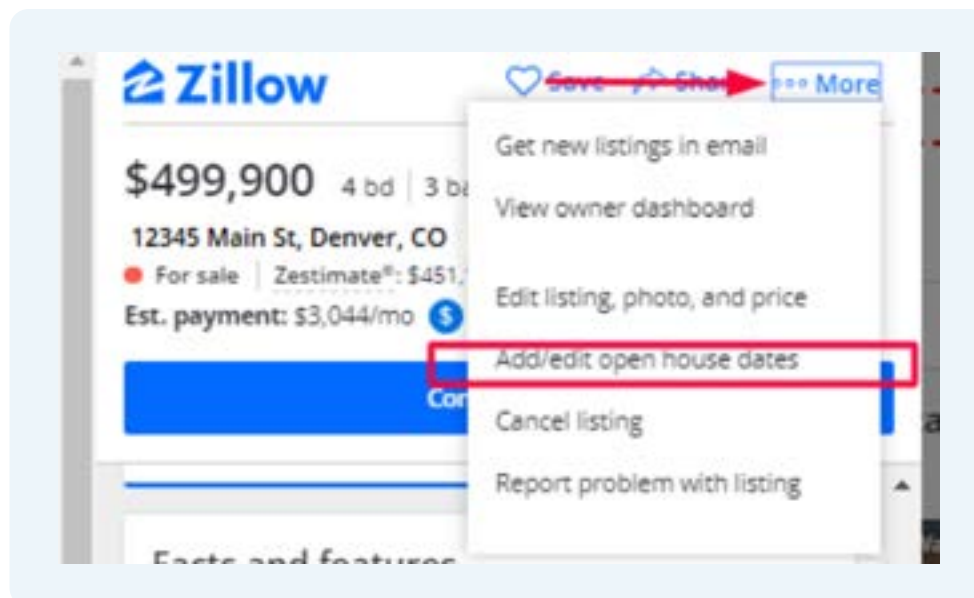 Zillow
Save Share More
Get new listings in email
$499,900 4 bd 3 ba
View owner dashboard
12345 Main St, Denver, CO
For sale Zestimate®: $451,
Edit listing, photo, and price
Est. payment: $3,044/mo $
Add/edit open house dates
Con
Cancel listing
Report problem with listing
Facts and features